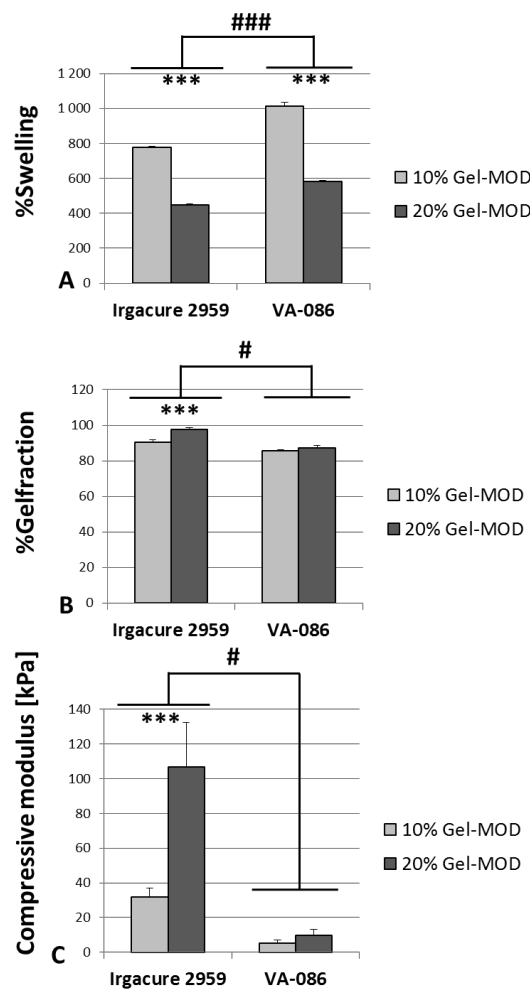 ###
*** ***
%Swelling
1 200
1 000
800
600
400
200
0
10% Gel-MOD
20% Gel-MOD
A
Irgacure 2959 VA-086
#
***
%Gelfraction
120
100
80
60
40
20
0
10% Gel-MOD
20% Gel-MOD
B
Irgacure 2959 VA-086
#
***
Compressive modulus [kPa]
140
120
100
80
60
40
20
0
10% Gel-MOD
20% Gel-MOD
C
Irgacure 2959 VA-086